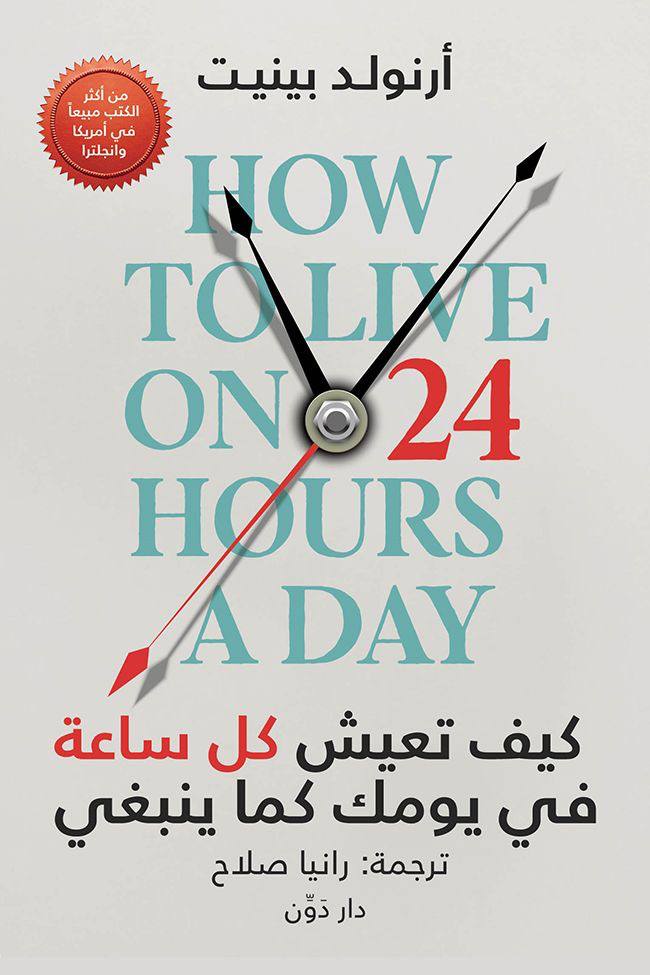 أرنولد بينيت
من أكثر
الكتب مبيعاً
في أمريكا
وانجلترا
HOW
TO LIVE
ON 24
HOURS
A DAY
كيف تعيش كل ساعة
في يومك كما ينبغي
ترجمة: رانيا صلاح
دار دَوِّن